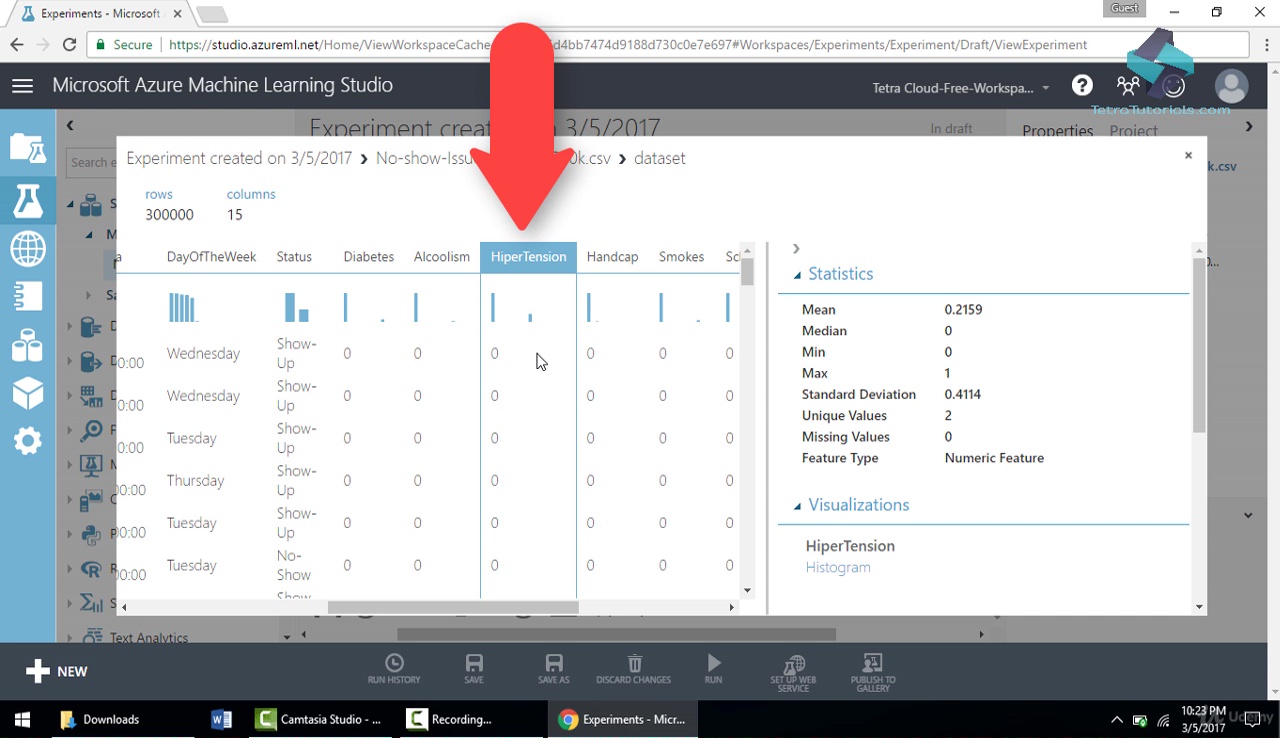 Experiments - Microsoft
Guest
Secure
https://studio.azureml.net/Home/ViewWorkspaceCache
d4bb7474d9188d730c0e7e697#Workspaces/Experiments/Experiment/Draft/ViewExperiment
Microsoft Azure Machine Learning Studio
Tetra Cloud-Free-Workspa...
TetraTutorials.com
Experiment created on 3/5/2017
In draft
Properties Project
Search e
k.csv
Experiment created on 3/5/2017 > No-show-Issu 0k.csv > dataset
rows columns
300000 15
a DayOfTheWeek Status Diabetes Alcoolism HiperTension Handcap Smokes Sc
0:00 Wednesday Show-Up 0 0 0 0 0 0
0:00 Wednesday Show-Up 0 0 0 0 0 0
0:00 Tuesday Show-Up 0 0 0 0 0 0
00:00 Thursday Show-Up 0 0 0 0 0 0
00:00 Tuesday Show-Up 0 0 0 0 0 0
00:00 Tuesday No-Show 0 0 0 0 0 0
Show
Statistics
Mean 0.2159
Median 0
Min 0
Max 1
Standard Deviation 0.4114
Unique Values 2
Missing Values 0
Feature Type Numeric Feature
Visualizations
HiperTension
Histogram
Text Analytics
NEW
RUN HISTORY
SAVE
SAVE AS
DISCARD CHANGES
RUN
SET UP WEB SERVICE
PUBLISH TO GALLERY
Downloads
Camtasia Studio - ...
Recording...
Experiments - Micr...
10:23 PM
3/5/2017
Udemy